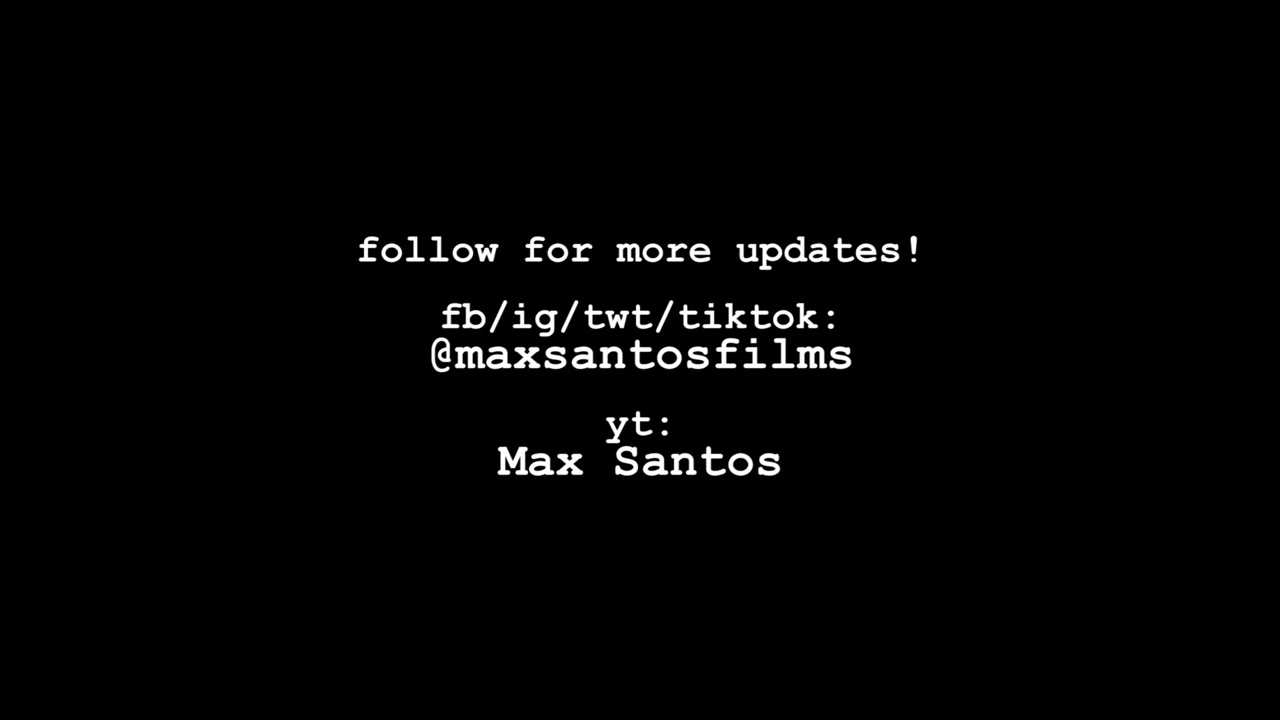 follow for more updates!
fb/ig/twt/tiktok:
@maxsantosfilms
yt:
Max Santos